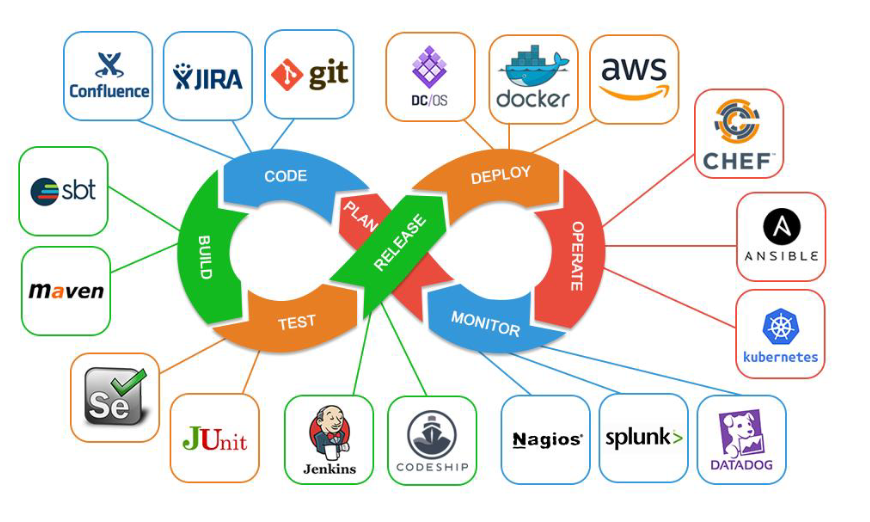 Confluence
JIRA
git
DC/OS
docker
aws
CHEF™
sbt
maven
CODE
PLAN
RELEASE
DEPLOY
OPERATE
BUILD
TEST
MONITOR
ANSIBLE
kubernetes
Se
JUnit
Jenkins
CODESHIP
Nagios®
splunk>
DATADOG